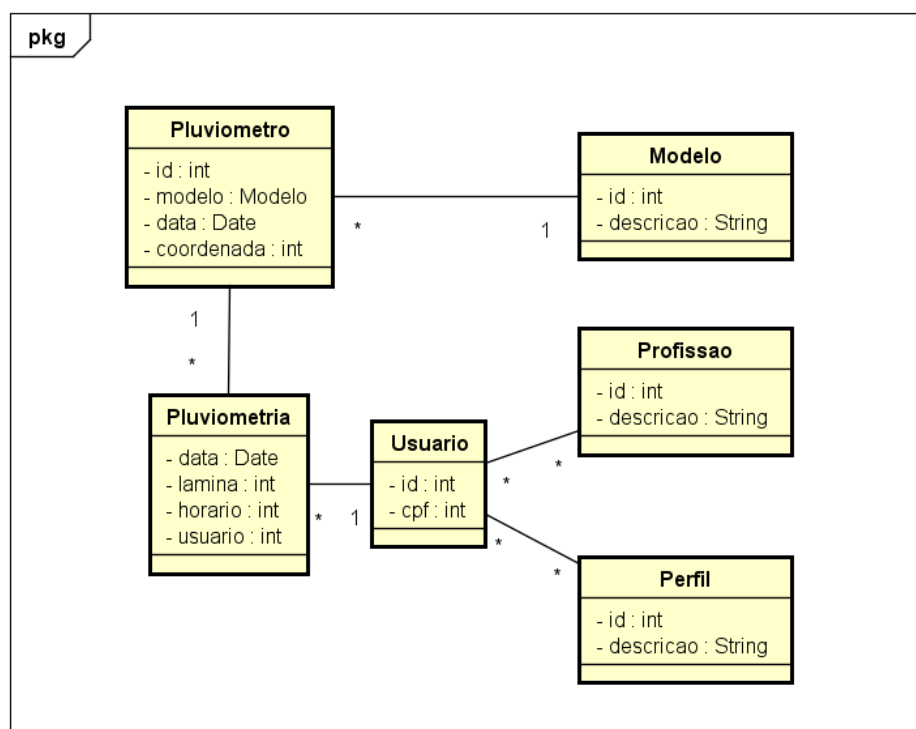 pkg
Pluviometro
- id : int
- modelo : Modelo
- data : Date
- coordenada : int
Modelo
- id : int
- descricao : String
*
1
1
*
Profissao
- id : int
- descricao : String
Pluviometria
- data : Date
- lamina : int
- horario : int
- usuario : int
Usuario
- id : int
- cpf : int
*
1
*
*
*
*
Perfil
- id : int
- descricao : String